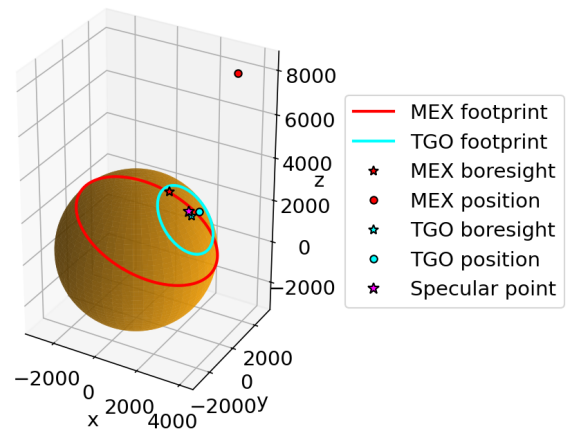 8000
6000
4000
z
2000
0
−2000
−2000
0
2000
4000
x
−2000
0
2000
y
MEX footprint
TGO footprint
MEX boresight
MEX position
TGO boresight
TGO position
Specular point